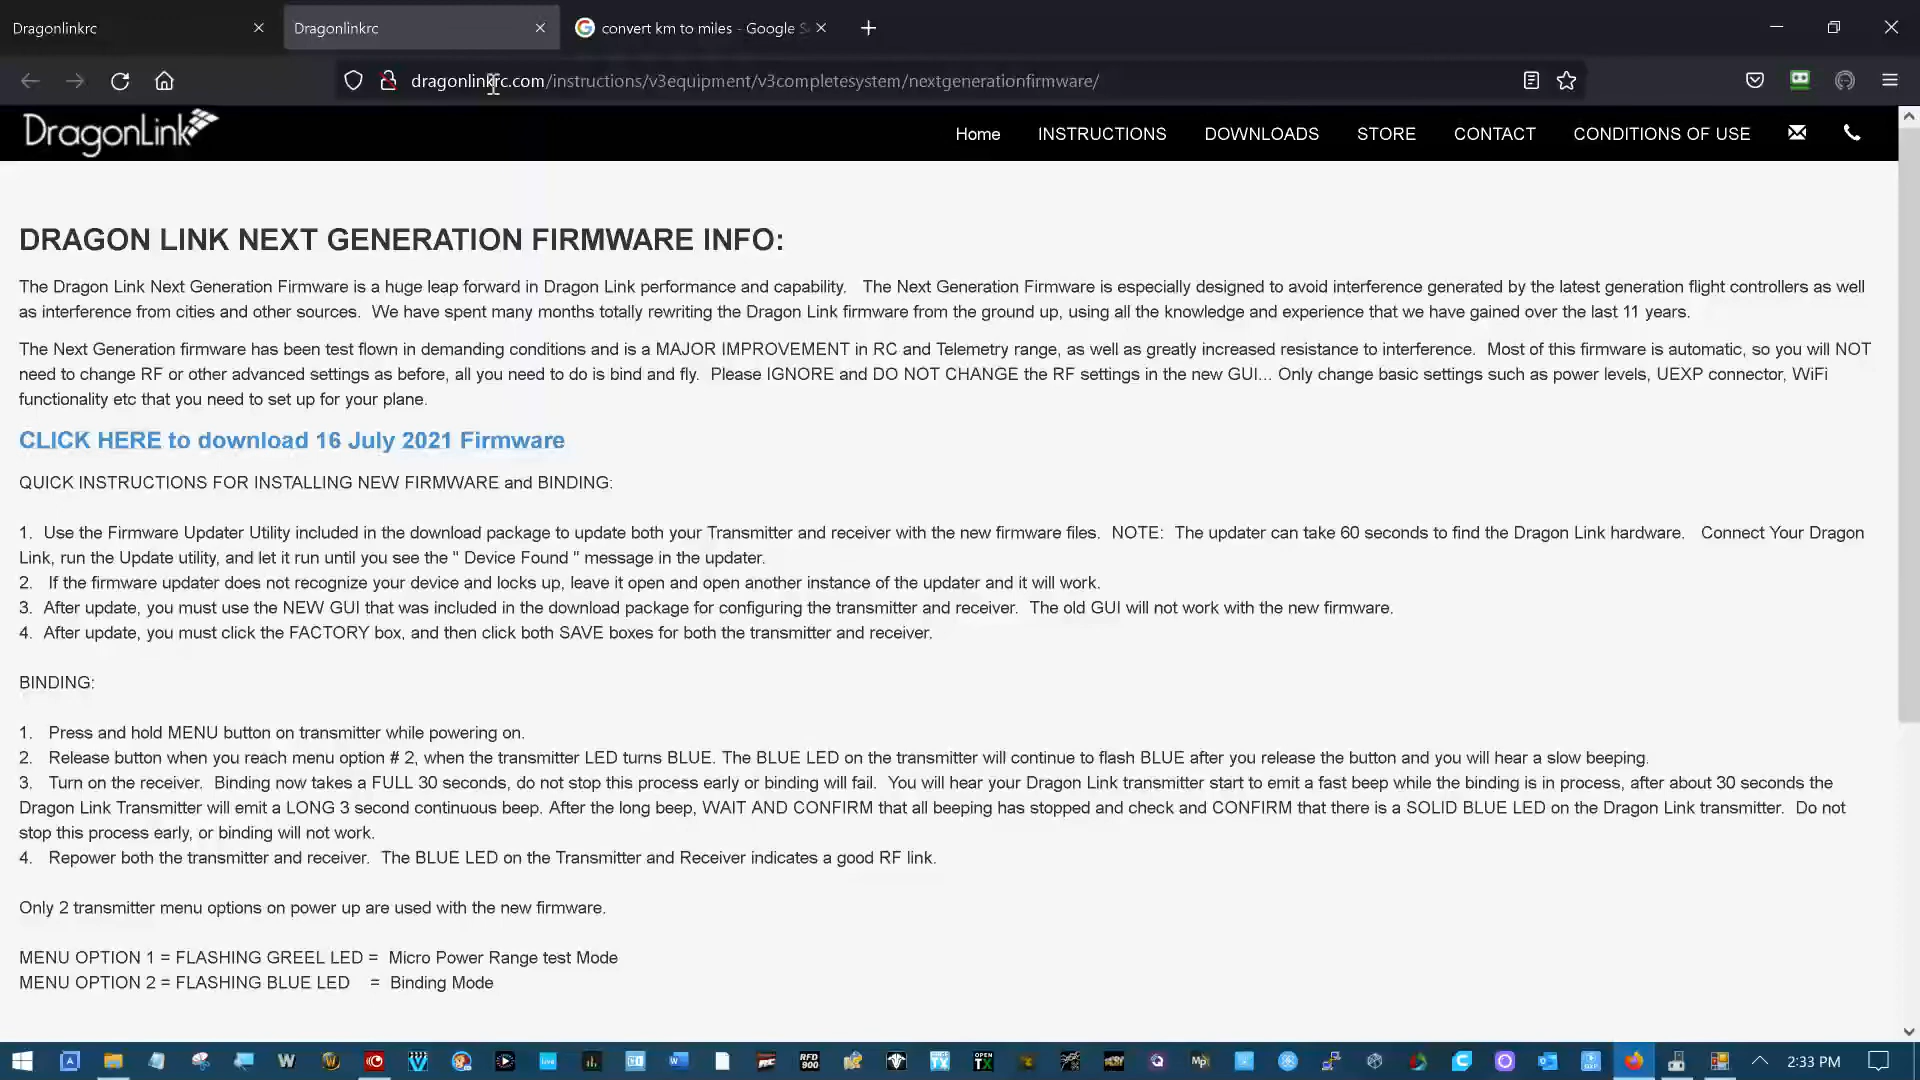 Dragonlinkrc
Dragonlinkrc
convert km to miles - Google S
dragonlinkrc.com/instructions/v3equipment/v3completesystem/nextgenerationfirmware/
DragonLink
Home INSTRUCTIONS DOWNLOADS STORE CONTACT CONDITIONS OF USE
DRAGON LINK NEXT GENERATION FIRMWARE INFO:
The Dragon Link Next Generation Firmware is a huge leap forward in Dragon Link performance and capability. The Next Generation Firmware is especially designed to avoid interference generated by the latest generation flight controllers as well
as interference from cities and other sources. We have spent many months totally rewriting the Dragon Link firmware from the ground up, using all the knowledge and experience that we have gained over the last 11 years.
The Next Generation firmware has been test flown in demanding conditions and is a MAJOR IMPROVEMENT in RC and Telemetry range, as well as greatly increased resistance to interference. Most of this firmware is automatic, so you will NOT
need to change RF or other advanced settings as before, all you need to do is bind and fly. Please IGNORE and DO NOT CHANGE the RF settings in the new GUI... Only change basic settings such as power levels, UEXP connector, WiFi
functionality etc that you need to set up for your plane.
CLICK HERE to download 16 July 2021 Firmware
QUICK INSTRUCTIONS FOR INSTALLING NEW FIRMWARE and BINDING:
1. Use the Firmware Updater Utility included in the download package to update both your Transmitter and receiver with the new firmware files. NOTE: The updater can take 60 seconds to find the Dragon Link hardware. Connect Your Dragon
Link, run the Update utility, and let it run until you see the " Device Found " message in the updater.
2. If the firmware updater does not recognize your device and locks up, leave it open and open another instance of the updater and it will work.
3. After update, you must use the NEW GUI that was included in the download package for configuring the transmitter and receiver. The old GUI will not work with the new firmware.
4. After update, you must click the FACTORY box, and then click both SAVE boxes for both the transmitter and receiver.
BINDING:
1. Press and hold MENU button on transmitter while powering on.
2. Release button when you reach menu option # 2, when the transmitter LED turns BLUE. The BLUE LED on the transmitter will continue to flash BLUE after you release the button and you will hear a slow beeping.
3. Turn on the receiver. Binding now takes a FULL 30 seconds, do not stop this process early or binding will fail. You will hear your Dragon Link transmitter start to emit a fast beep while the binding is in process, after about 30 seconds the
Dragon Link Transmitter will emit a LONG 3 second continuous beep. After the long beep, WAIT AND CONFIRM that all beeping has stopped and check and CONFIRM that there is a SOLID BLUE LED on the Dragon Link transmitter. Do not
stop this process early, or binding will not work.
4. Repower both the transmitter and receiver. The BLUE LED on the Transmitter and Receiver indicates a good RF link.
Only 2 transmitter menu options on power up are used with the new firmware.
MENU OPTION 1 = FLASHING GREEL LED = Micro Power Range test Mode
MENU OPTION 2 = FLASHING BLUE LED = Binding Mode
2:33 PM